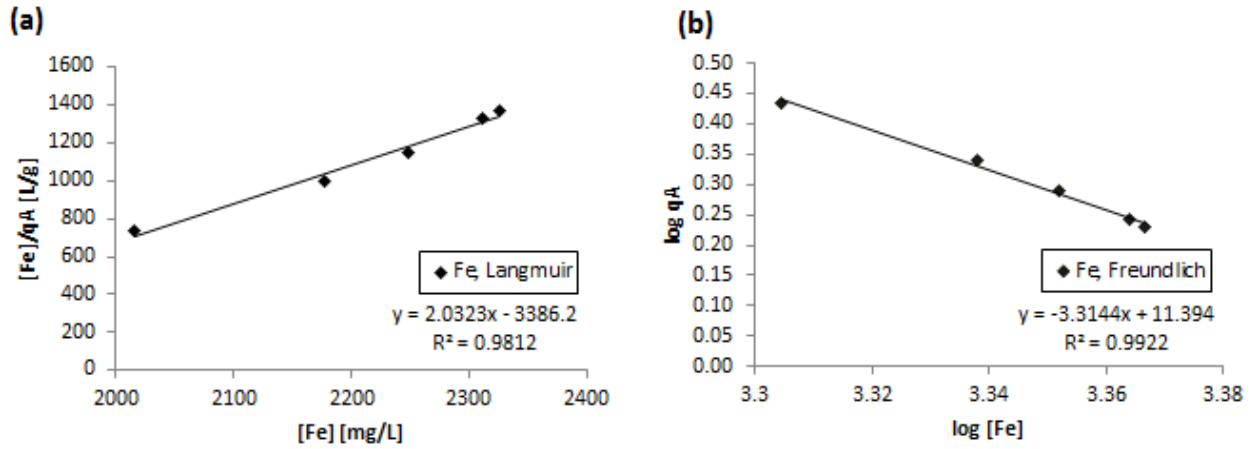 (a)
[Fe]/qA [L/g]
1600
1400
1200
1000
800
600
400
200
0
2000 2100 2200 2300 2400
[Fe] [mg/L]
Fe, Langmuir
y = 2.0323x - 3386.2
R² = 0.9812
(b)
log qA
0.50
0.45
0.40
0.35
0.30
0.25
0.20
0.15
0.10
0.05
0.00
3.3 3.32 3.34 3.36 3.38
log [Fe]
Fe, Freundlich
y = -3.3144x + 11.394
R² = 0.9922